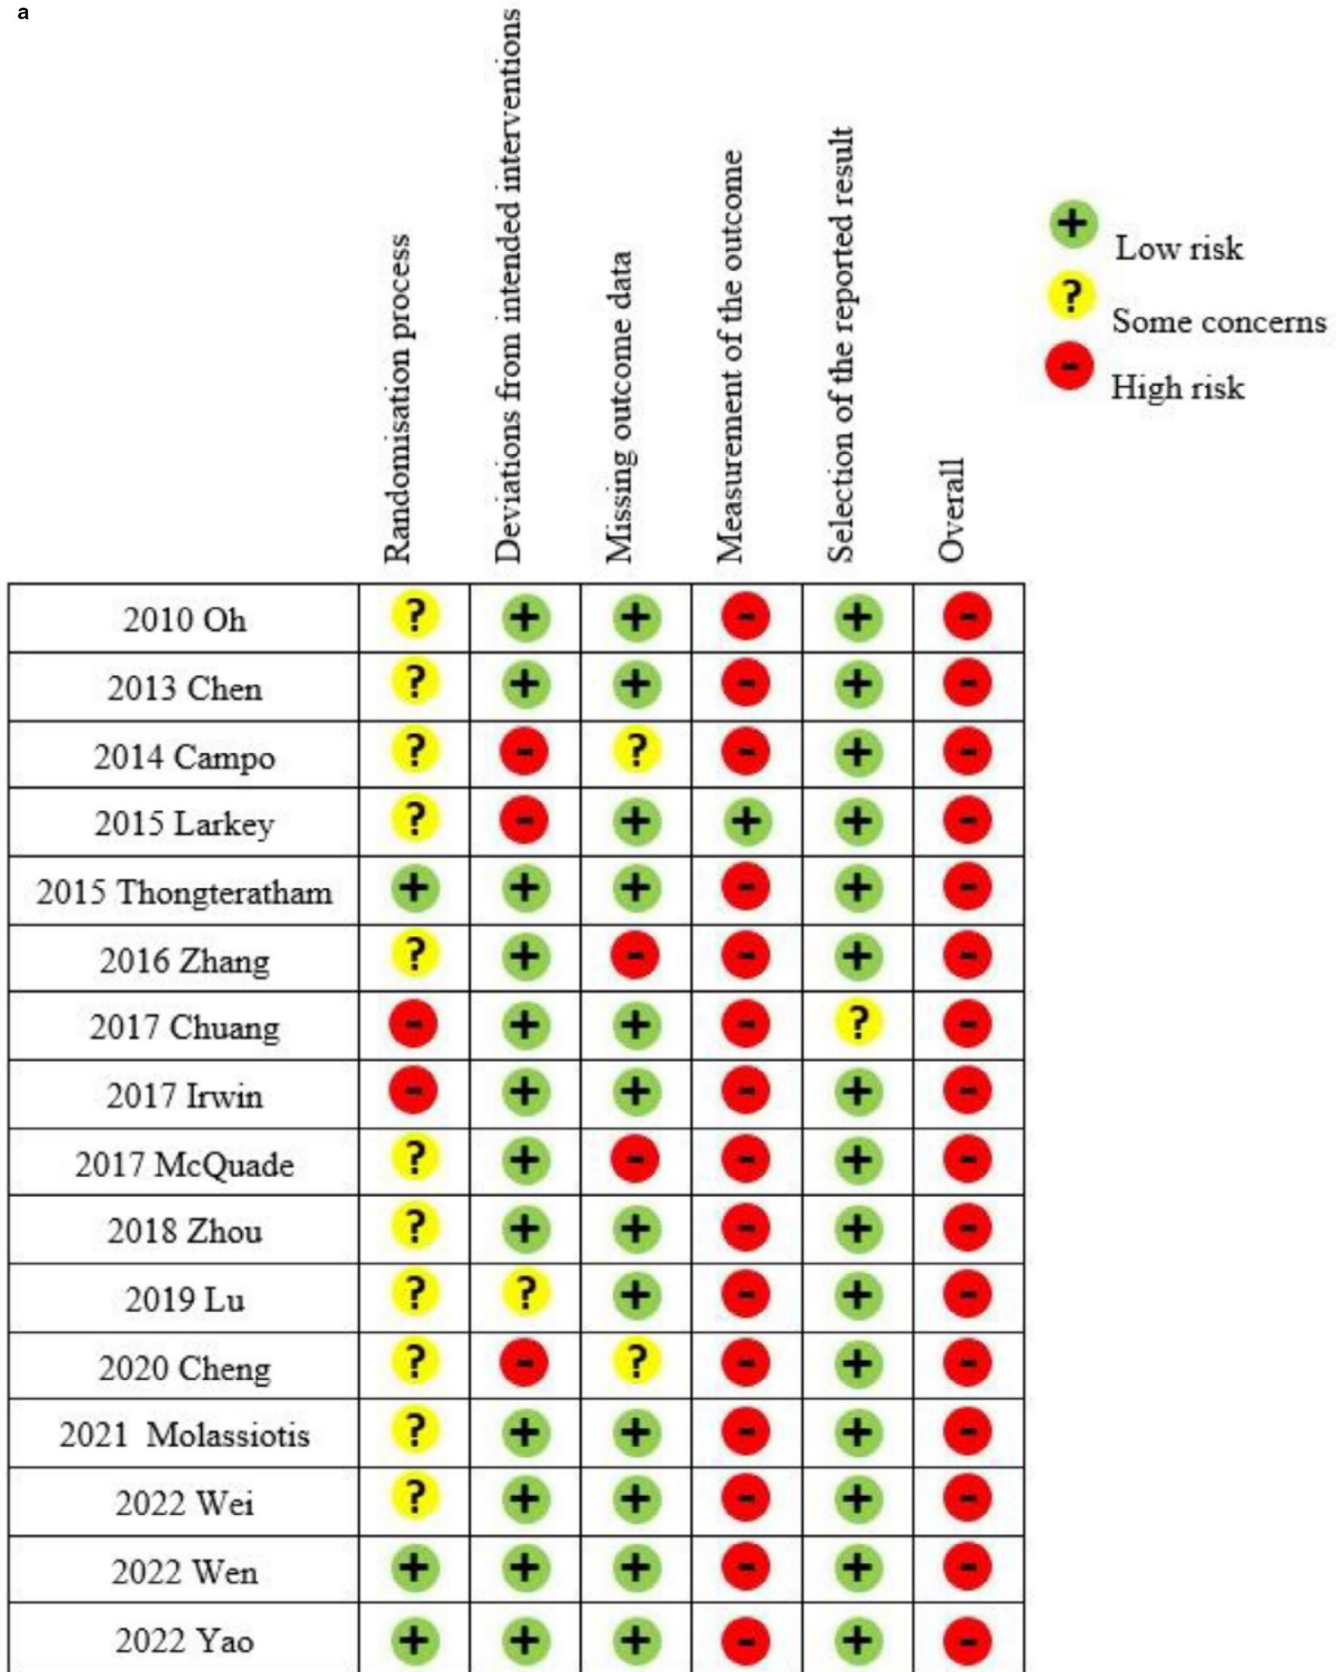 a
Randomisation process
Deviations from intended interventions
Missing outcome data
Measurement of the outcome
Selection of the reported result
Overall
+ Low risk
? Some concerns
- High risk
2010 Oh ? + + - + -
2013 Chen ? + + - + -
2014 Campo ? - ? - + -
2015 Larkey ? - + + + -
2015 Thongteratham + + + - + -
2016 Zhang ? + - - + -
2017 Chuang - + + - ? -
2017 Irwin - + + - + -
2017 McQuade ? + - - + -
2018 Zhou ? + + - + -
2019 Lu ? ? + - + -
2020 Cheng ? - ? - + -
2021 Molassiotis ? + + - + -
2022 Wei ? + + - + -
2022 Wen + + + - + -
2022 Yao + + + - + -